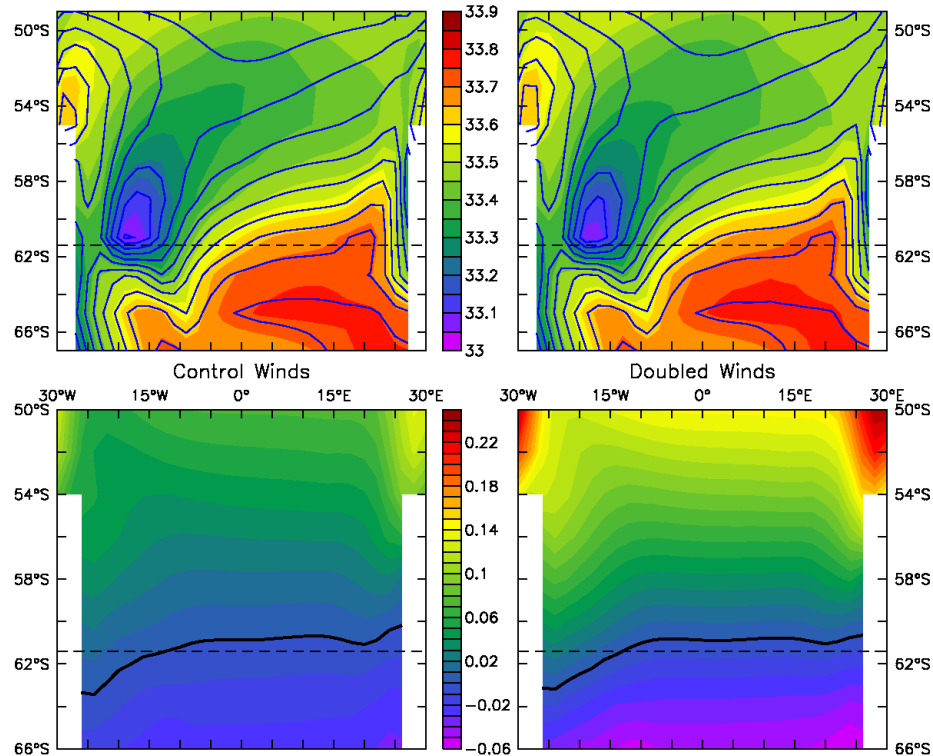 50°S 33.9 50°S
33.8
54°S 33.7 54°S
33.6
33.5
58°S 33.4 58°S
33.3
62°S 33.2 62°S
33.1
66°S 33 66°S
Control Winds Doubled Winds
30°W 15°W 0° 15°E 30°E 30°W 15°W 0° 15°E 30°E
50°S 50°S
0.22
54°S 0.18 54°S
0.14
58°S 0.1 58°S
0.06
62°S 0.02 62°S
-0.02
66°S -0.06 66°S